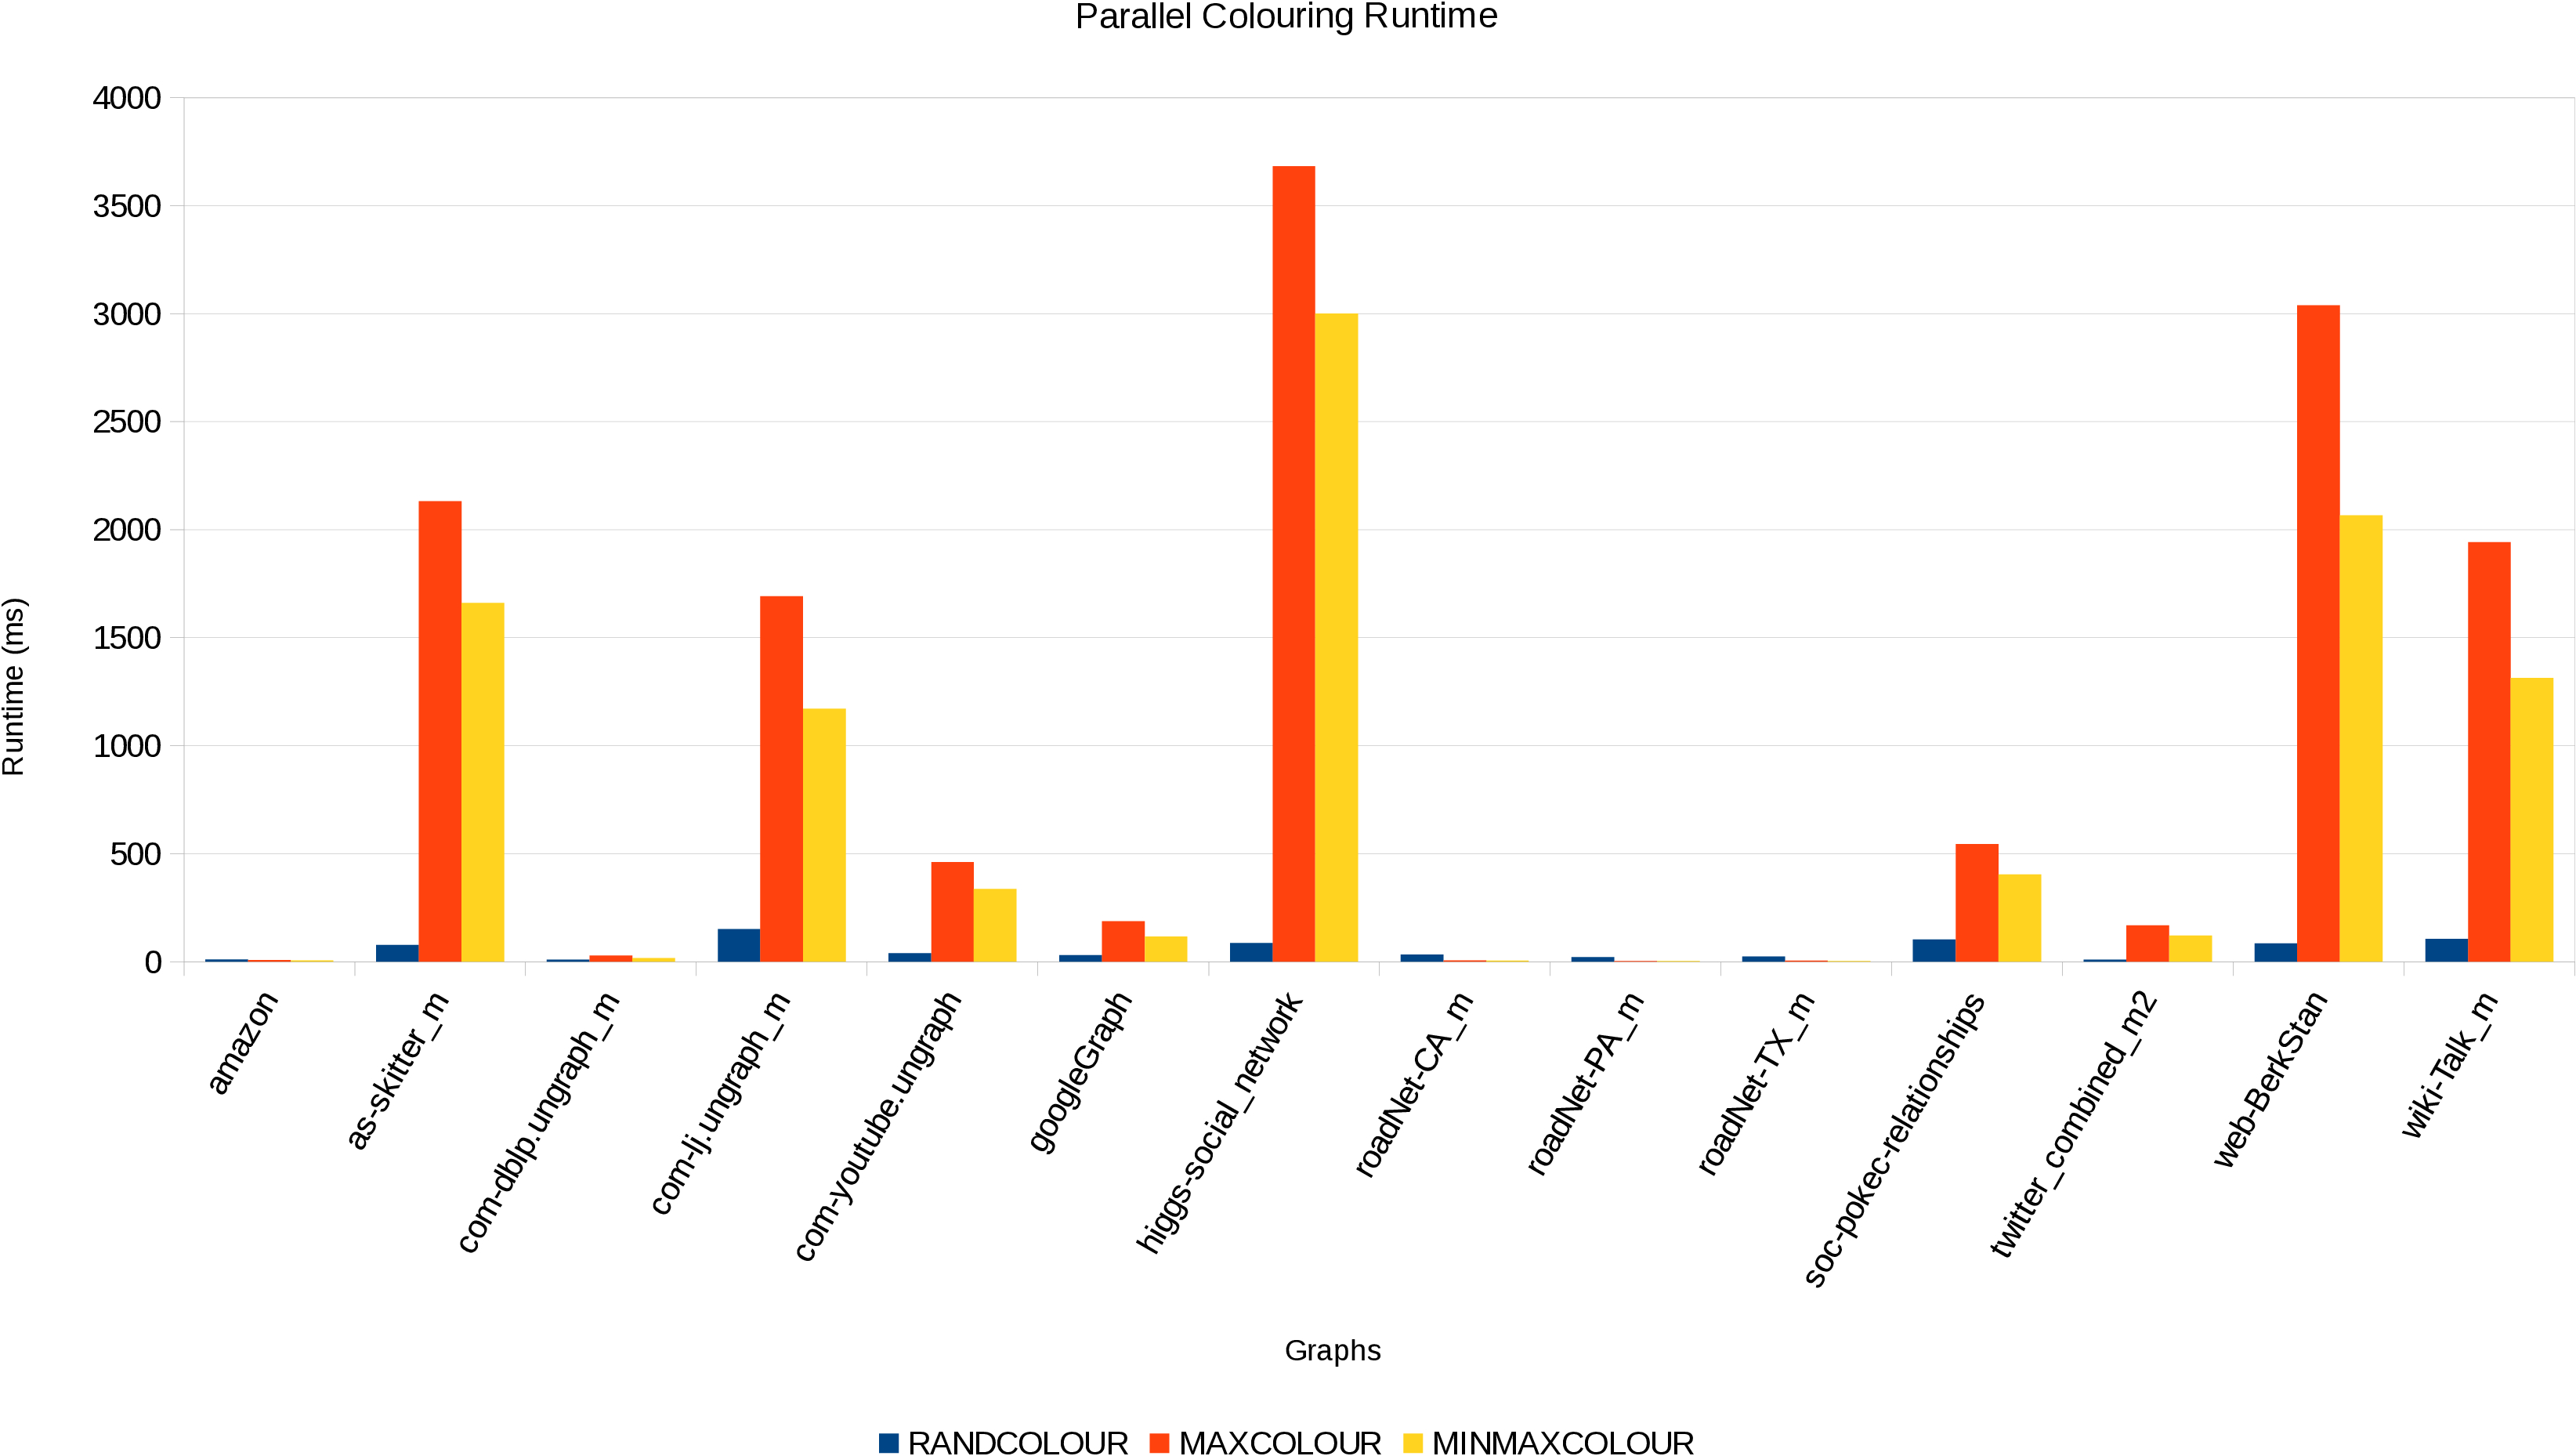 Parallel Colouring Runtime
4000
3500
3000
2500
2000
1500
1000
500
0
Runtime (ms)
amazon
as-skitter_m
com-dblp.ungraph_m
com-lj.ungraph_m
com-youtube.ungraph
googleGraph
higgs-social_network
roadNet-CA_m
roadNet-PA_m
roadNet-TX_m
soc-pokec-relationships
twitter_combined_m2
web-BerkStan
wiki-Talk_m
Graphs
RANDCOLOUR MAXCOLOUR MINMAXCOLOUR